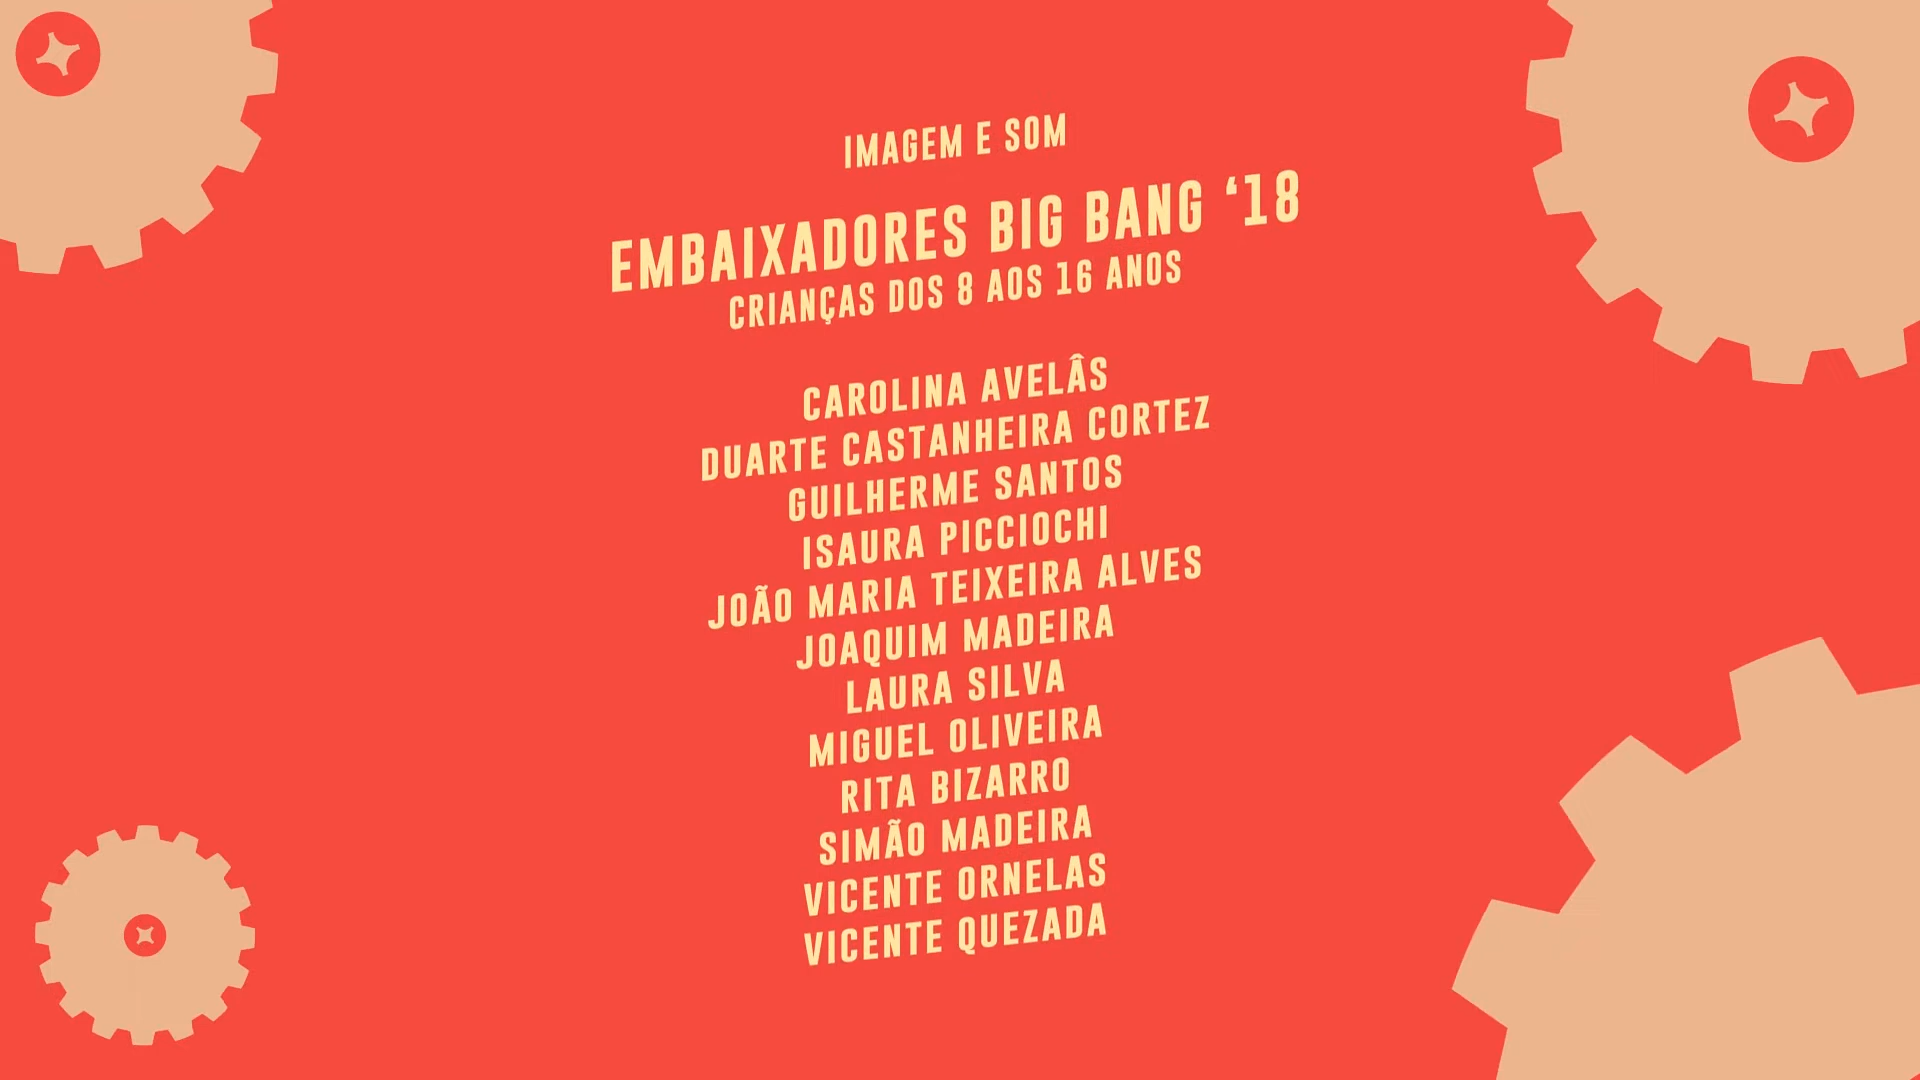 IMAGEM E SOM
EMBAIXADORES BIG BANG ‘18
CRIANÇAS DOS 8 AOS 16 ANOS
CAROLINA AVELÂS
DUARTE CASTANHEIRA CORTEZ
GUILHERME SANTOS
ISAURA PICCIOCHI
JOÃO MARIA TEIXEIRA ALVES
JOAQUIM MADEIRA
LAURA SILVA
MIGUEL OLIVEIRA
RITA BIZARRO
SIMÃO MADEIRA
VICENTE ORNELAS
VICENTE QUEZADA